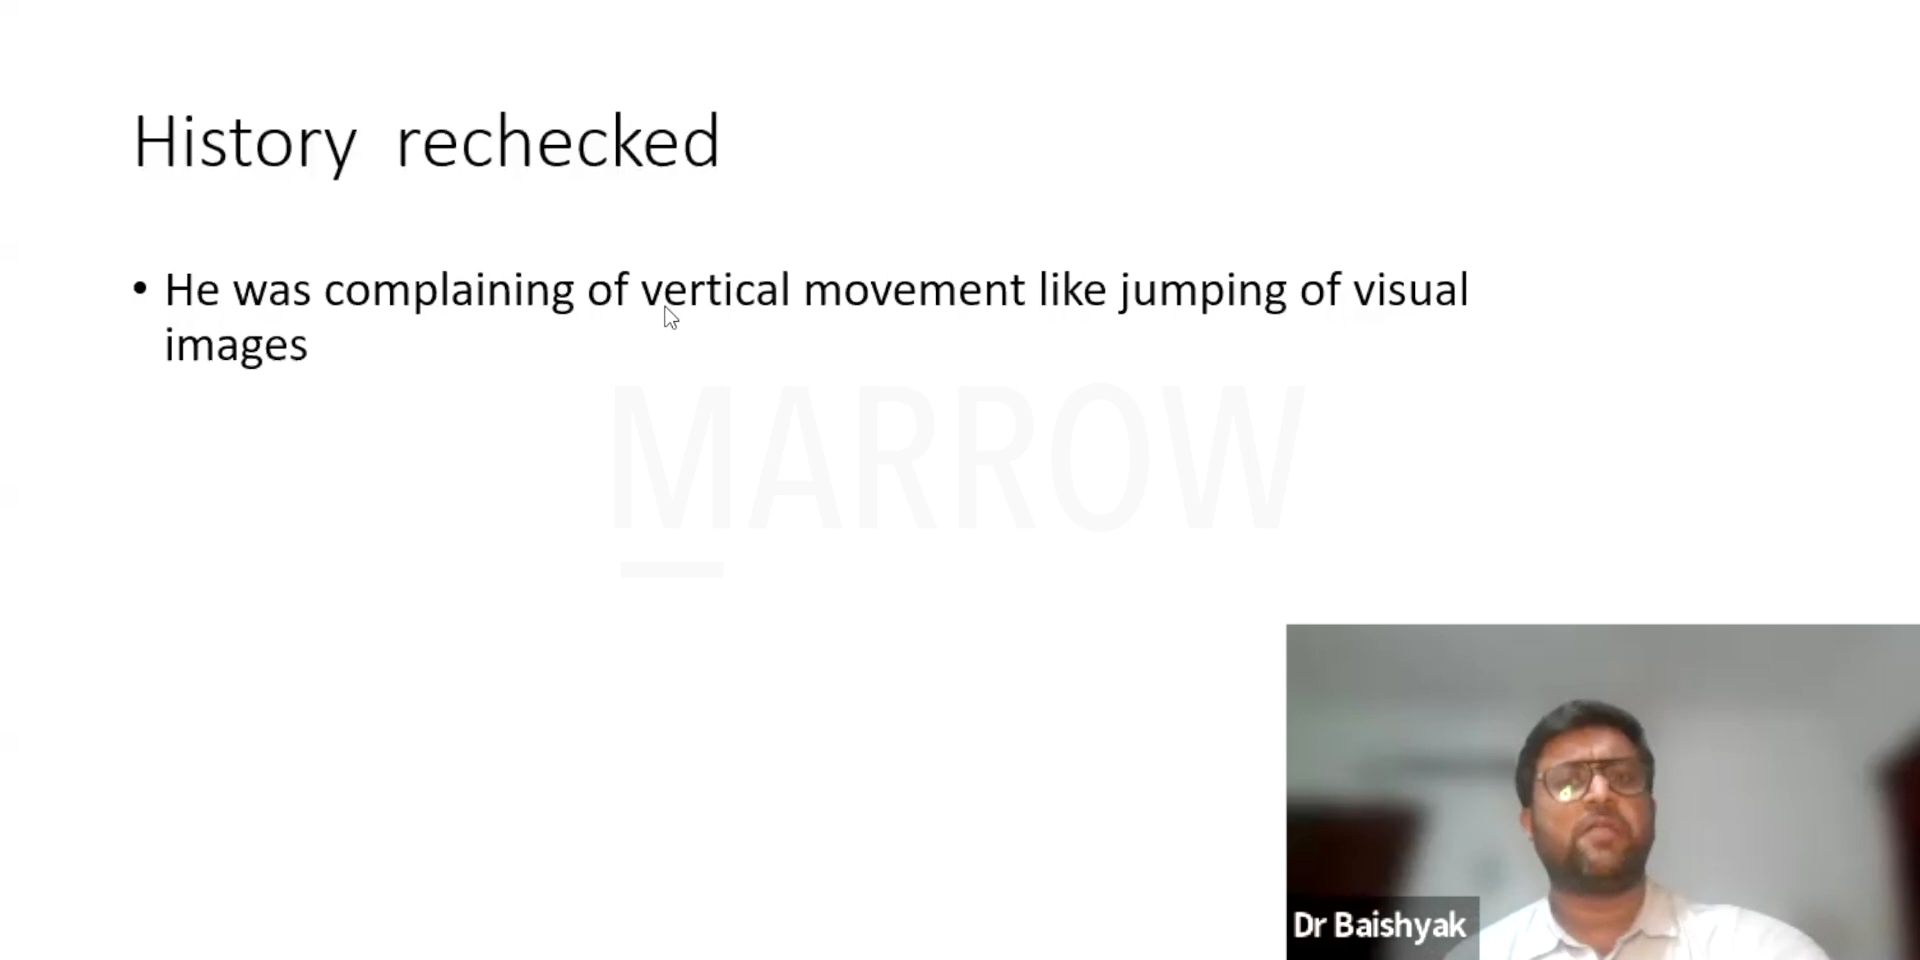 History rechecked
• He was complaining of vertical movement like jumping of visual
images
MARROW
Dr Baishyak